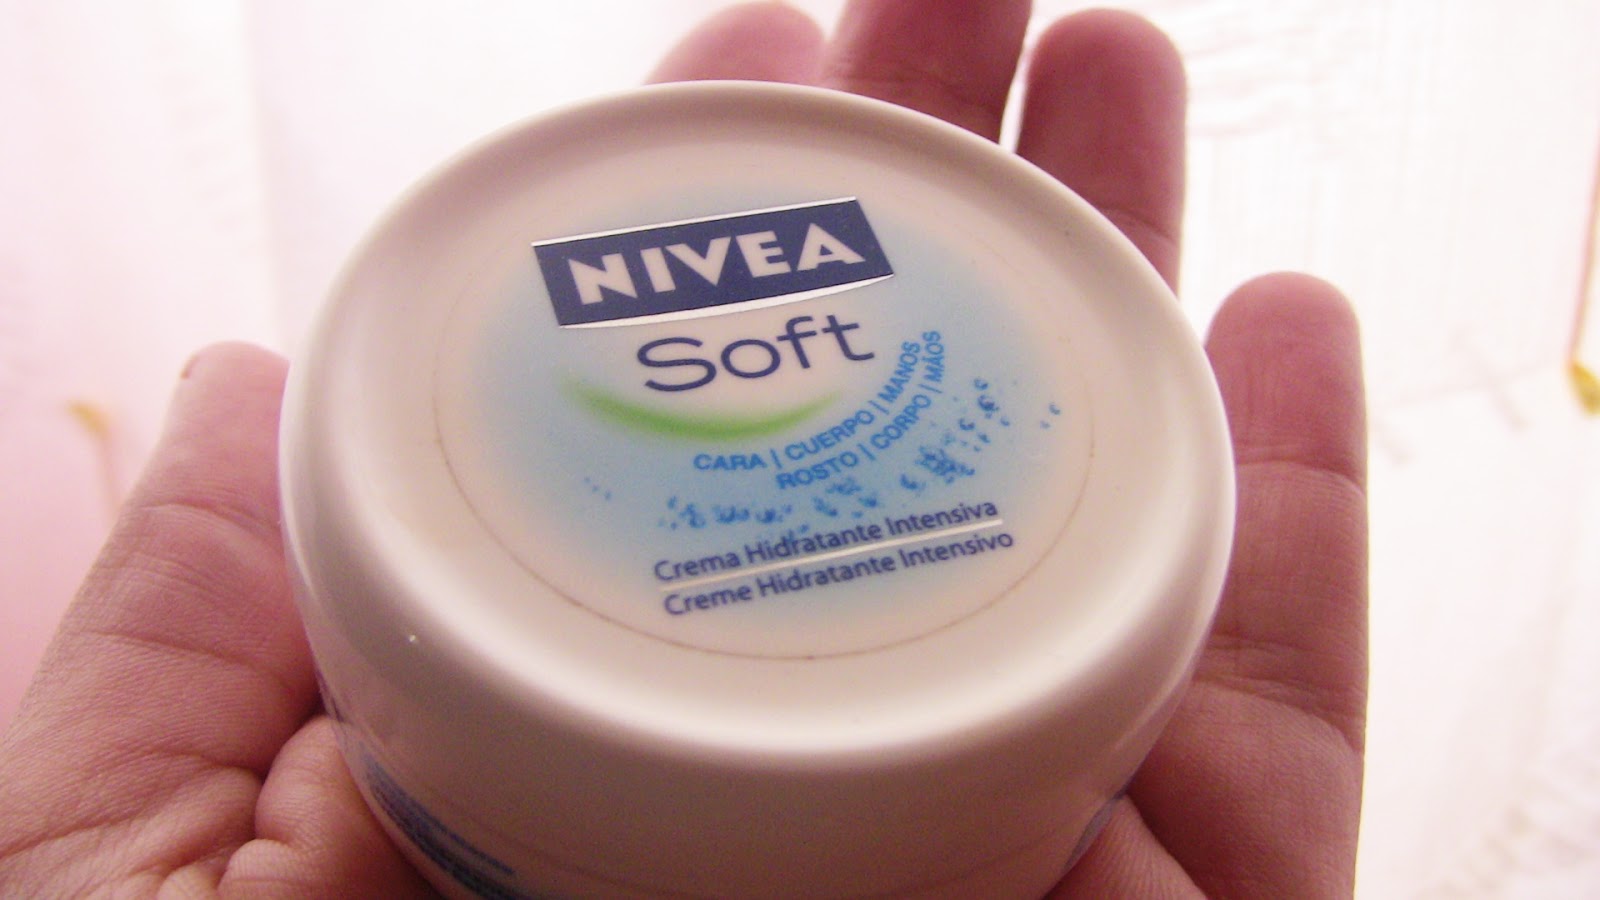 NIVEA
Soft
CARA | CUERPO | MANOS
ROSTO | CORPO | MÃOS
Crema Hidratante Intensiva
Creme Hidratante Intensivo